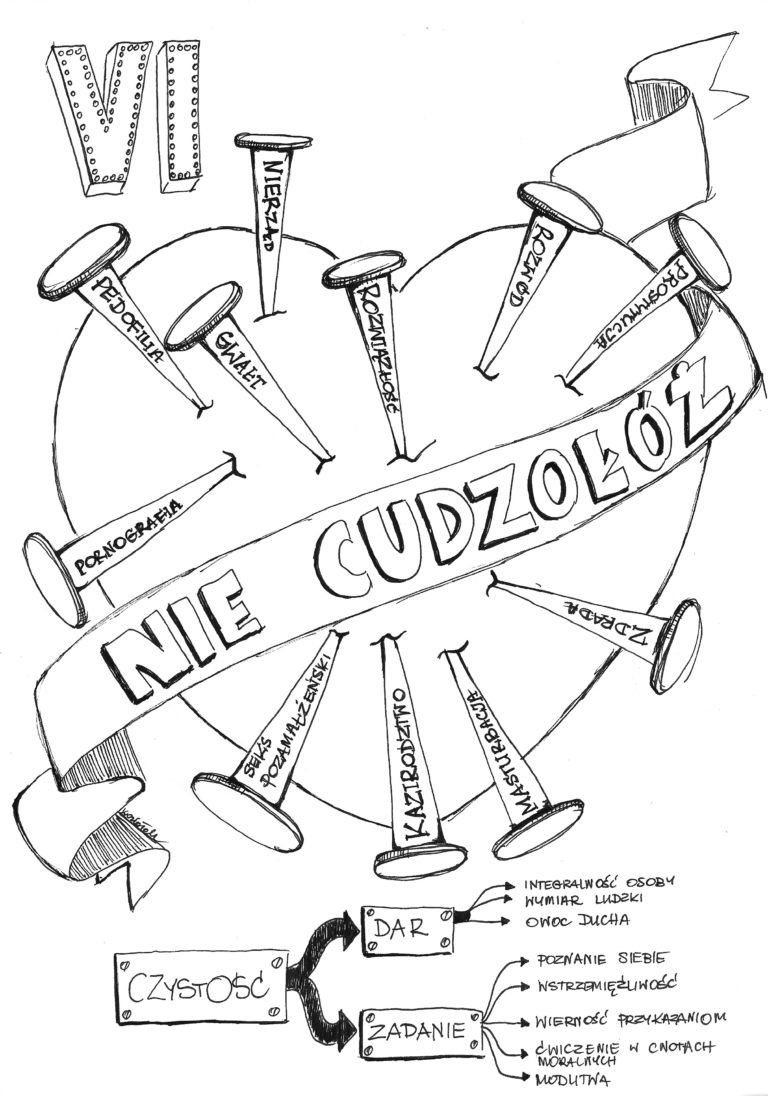 VI
NIERZĄD
PEDOFILIA
GWAŁT
ROZWIĄZŁOŚĆ
ROZWÓD
PROSTYTUCJA
PORNOGRAFIA
NIE CUDZOŁÓŻ
ZDRADA
SEKS
POZAMAŁŻEŃSKI
KAZIRODZTWO
MASTURBACJA
CZYSTOŚĆ
DAR
INTEGRALNOŚĆ OSOBY
WYMIAR LUDZKI
OWOC DUCHA
ZADANIE
POZNANIE SIEBIE
WSTRZEMIĘŹLIWOŚĆ
WIERNOŚĆ PRZYKAZANIOM
ĆWICZENIE W CNOTACH
MORALNYCH
MODLITWA